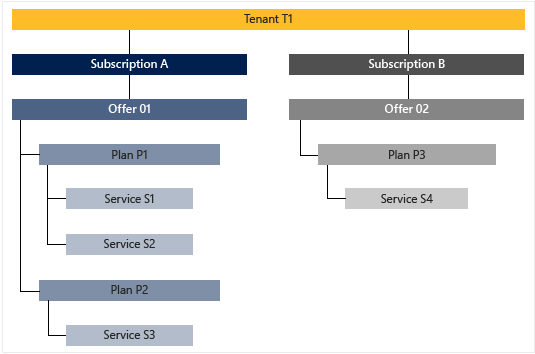 Tenant T1
Subscription A
Subscription B
Offer 01
Offer 02
Plan P1
Plan P3
Service S1
Service S4
Service S2
Plan P2
Service S3